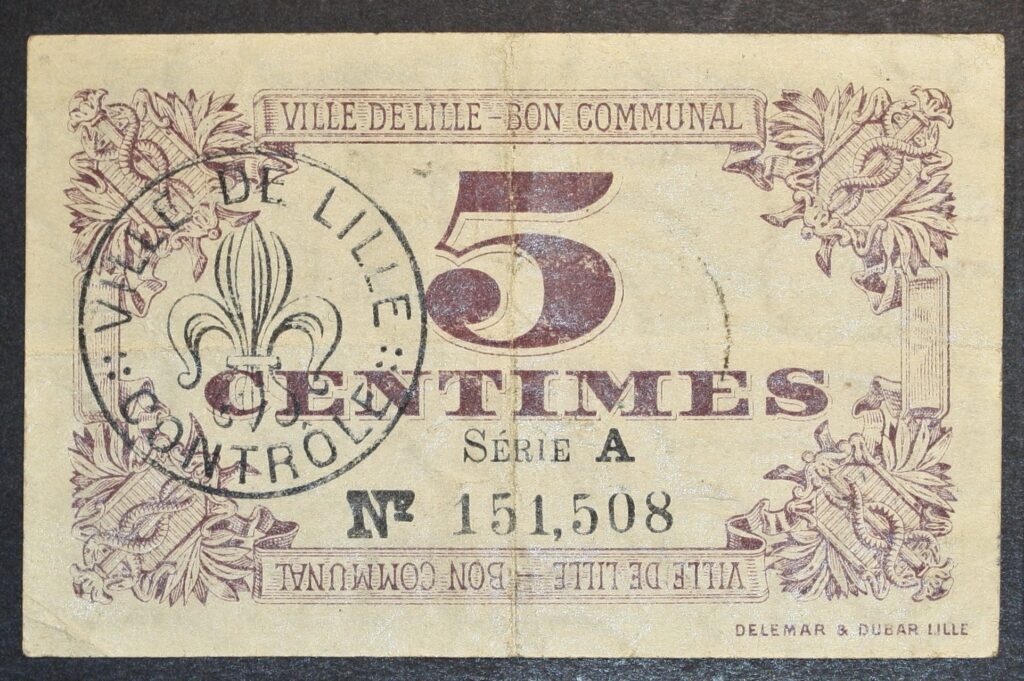 VILLE DE LILLE - BON COMMUNAL
VILLE DE LILLE
CONTRÔLE
5
CENTIMES
SÉRIE A
No 151,508
VILLE DE LILLE - BON COMMUNAL
DELEMAR & DUBAR LILLE